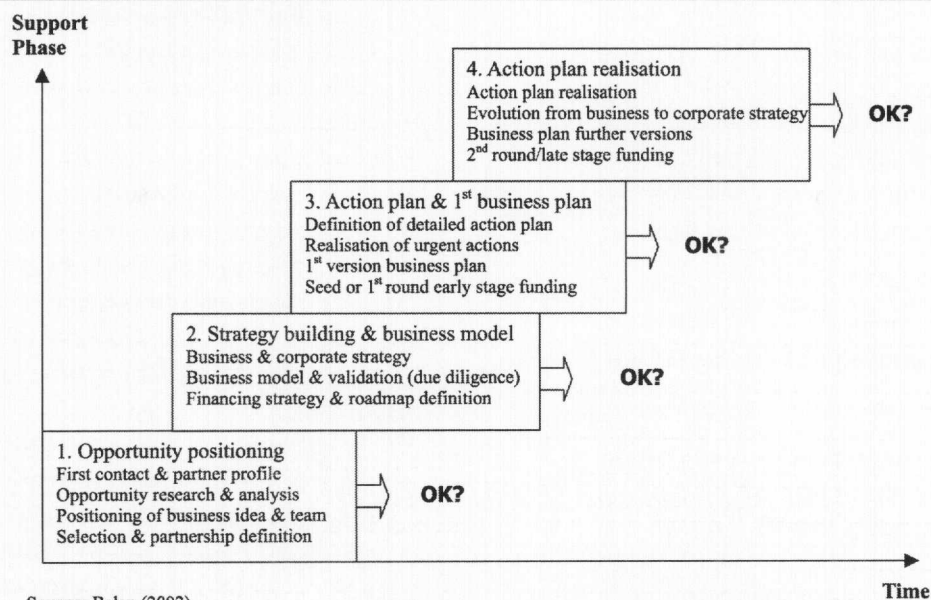 Support
Phase
4. Action plan realisation
Action plan realisation
Evolution from business to corporate strategy
Business plan further versions
2nd round/late stage funding
OK?
3. Action plan & 1st business plan
Definition of detailed action plan
Realisation of urgent actions
1st version business plan
Seed or 1st round early stage funding
OK?
2. Strategy building & business model
Business & corporate strategy
Business model & validation (due diligence)
Financing strategy & roadmap definition
OK?
1. Opportunity positioning
First contact & partner profile
Opportunity research & analysis
Positioning of business idea & team
Selection & partnership definition
OK?
Time